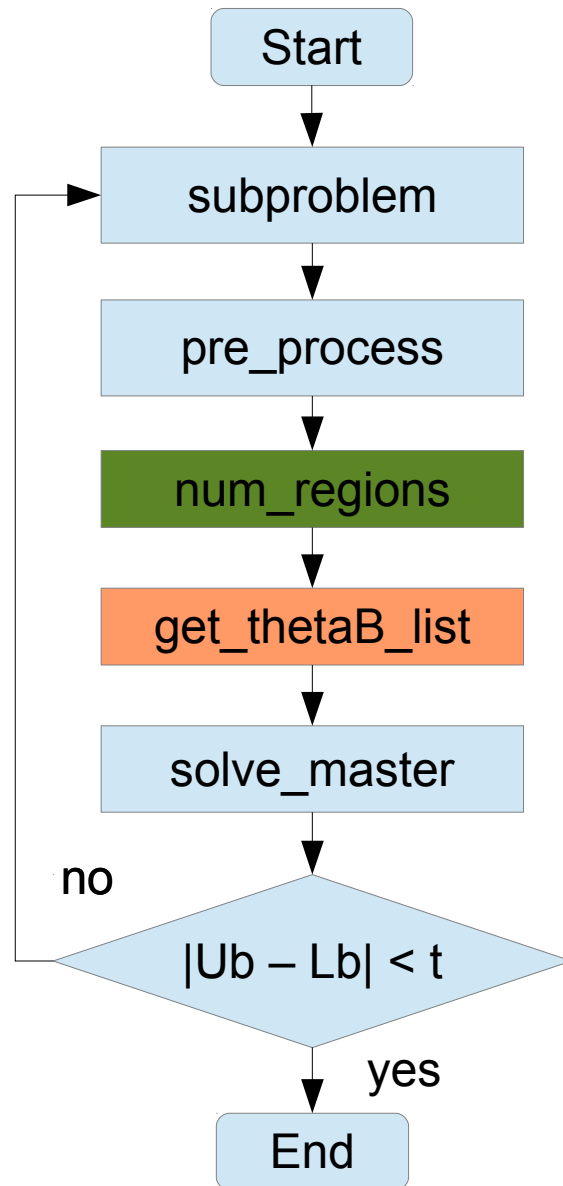 Start
subproblem
pre_process
num_regions
get_thetaB_list
solve_master
no
|Ub – Lb| < t
yes
End